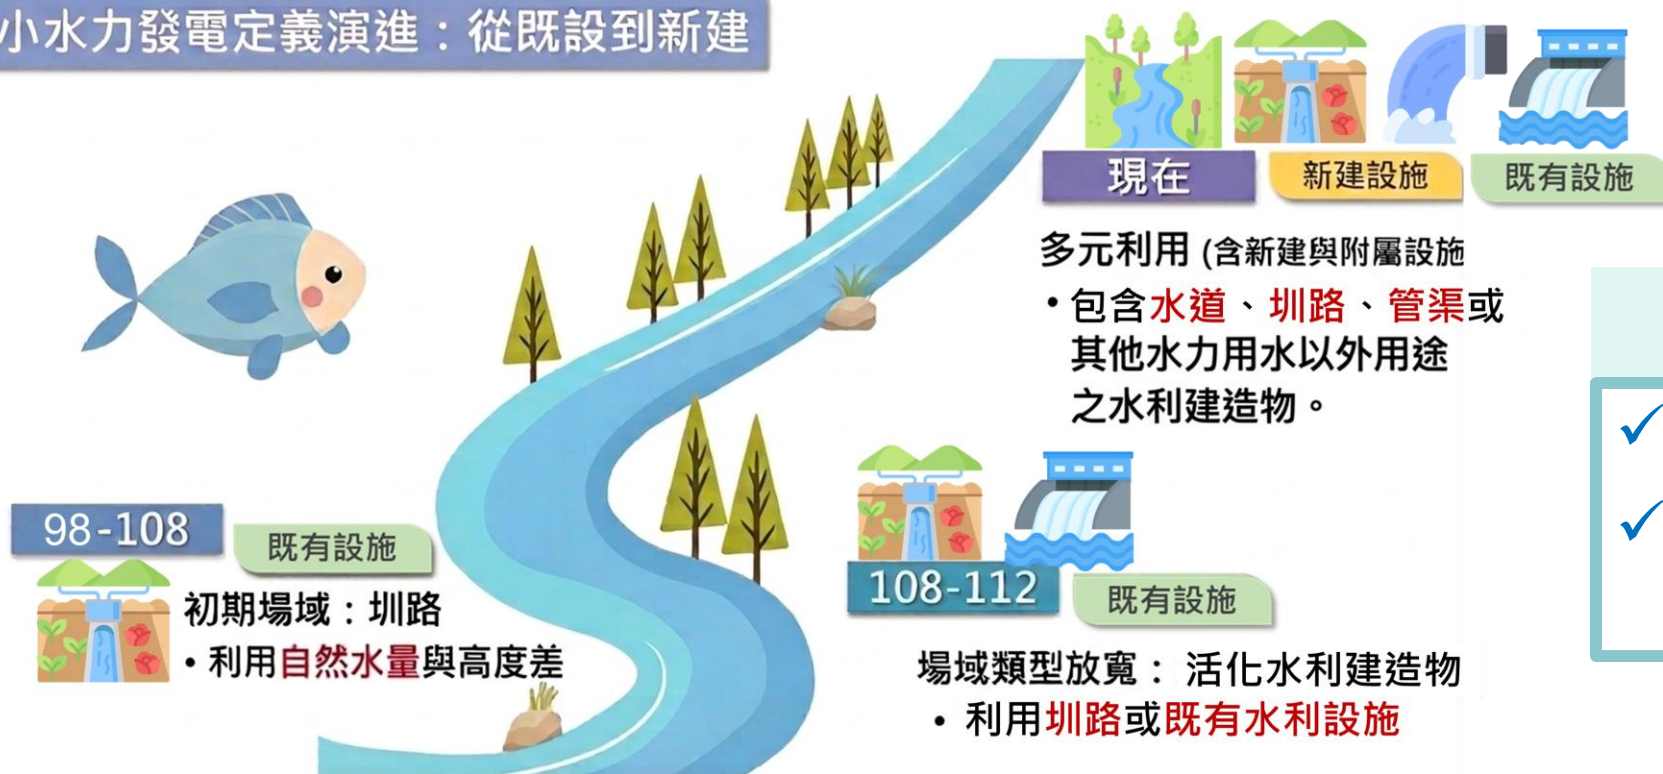 小水力發電定義演進：從既設到新建
現在
新建設施
既有設施
多元利用 (含新建與附屬設施
• 包含水道、圳路、管渠或
其他水力用水以外用途
之水利建造物。
98-108
既有設施
初期場域：圳路
• 利用自然水量與高度差
108-112
既有設施
場域類型放寬： 活化水利建造物
• 利用圳路或既有水利設施